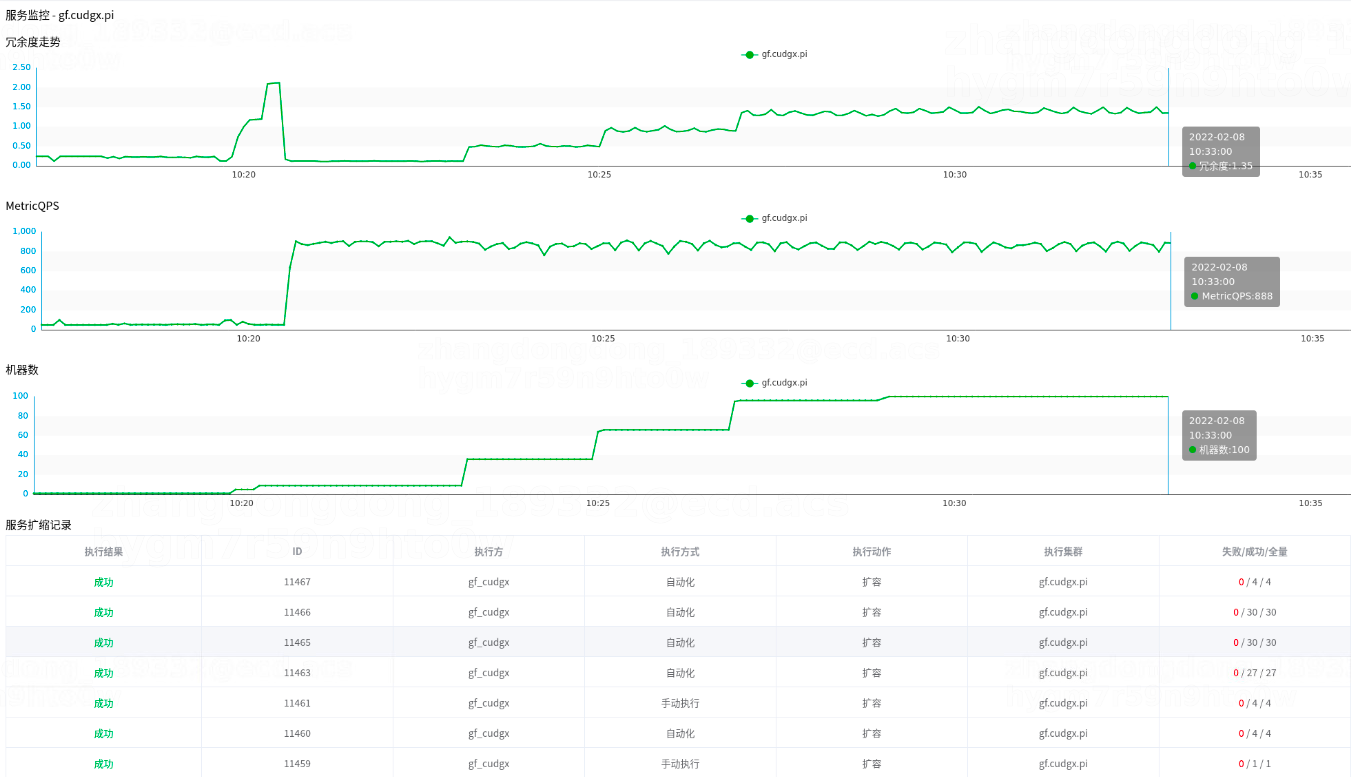 服务监控 - gf.cudgx.pi
冗余度走势
gf.cudgx.pi
2.50
2.00
1.50
1.00
0.50
0.00
10:20
10:25
10:30
10:35
2022-02-08
10:33:00
冗余度:1.35
MetricQPS
gf.cudgx.pi
1,000
800
600
400
200
0
10:20
10:25
10:30
10:35
2022-02-08
10:33:00
MetricQPS:888
机器数
gf.cudgx.pi
100
80
60
40
20
0
10:20
10:25
10:30
10:35
2022-02-08
10:33:00
机器数:100
服务扩缩记录
执行结果 ID 执行方 执行方式 执行动作 执行集群 失败/成功/全量
成功 11467 gf_cudgx 自动化 扩容 gf.cudgx.pi 0 / 4 / 4
成功 11466 gf_cudgx 自动化 扩容 gf.cudgx.pi 0 / 30 / 30
成功 11465 gf_cudgx 自动化 扩容 gf.cudgx.pi 0 / 30 / 30
成功 11463 gf_cudgx 自动化 扩容 gf.cudgx.pi 0 / 27 / 27
成功 11461 gf_cudgx 手动执行 扩容 gf.cudgx.pi 0 / 4 / 4
成功 11460 gf_cudgx 自动化 扩容 gf.cudgx.pi 0 / 4 / 4
成功 11459 gf_cudgx 手动执行 扩容 gf.cudgx.pi 0 / 1 / 1